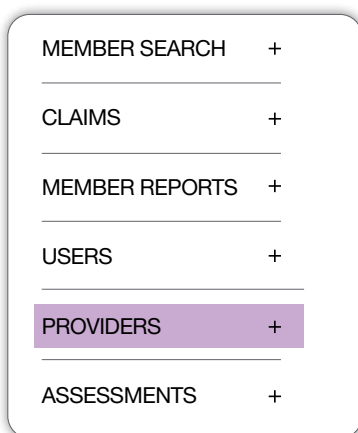 MEMBER SEARCH +
CLAIMS +
MEMBER REPORTS +
USERS +
PROVIDERS +
ASSESSMENTS +